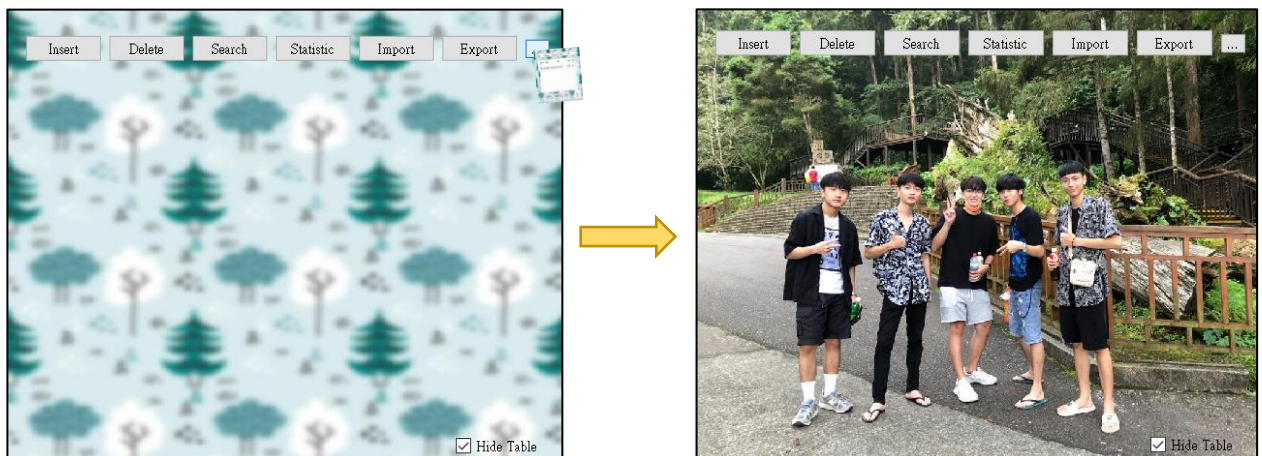 Insert Delete Search Statistic Import Export
Hide Table
Insert Delete Search Statistic Import Export ...
Hide Table